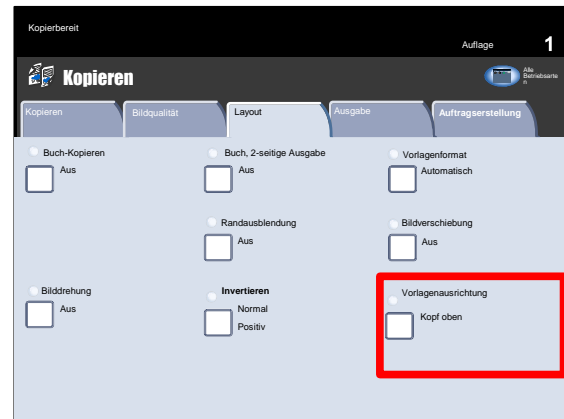 Kopierbereit
Auflage 1
Kopieren
Alle
Betriebsarte
n
Kopieren Bildqualität Layout Ausgabe Auftragserstellung
Buch-Kopieren
Aus
Buch, 2-seitige Ausgabe
Aus
Vorlagenformat
Automatisch
Randausblendung
Aus
Bildverschiebung
Aus
Bilddrehung
Aus
Invertieren
Normal
Positiv
Vorlagenausrichtung
Kopf oben